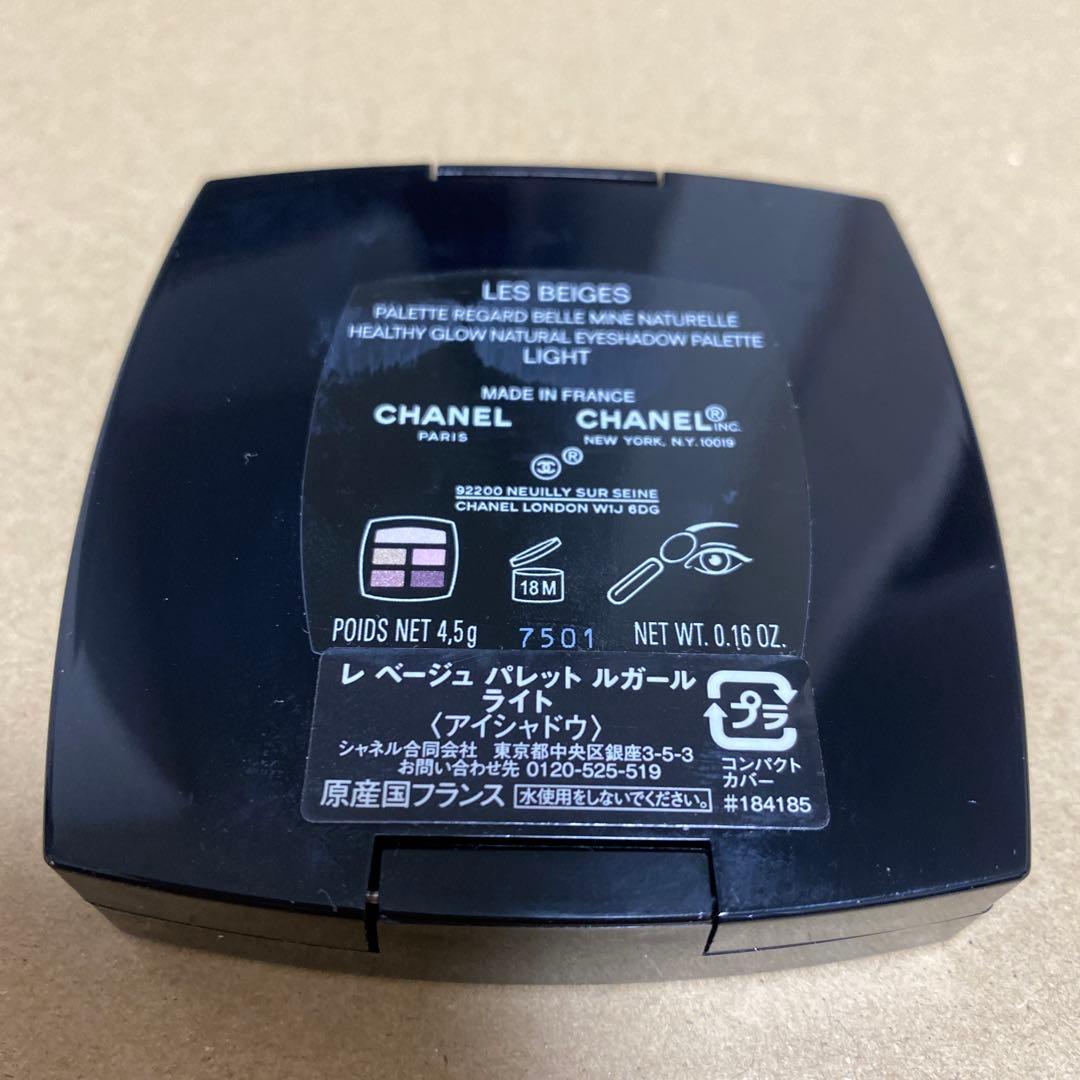 LES BEIGES
PALETTE REGARD BELLE MINE NATURELLE
HEALTHY GLOW NATURAL EYESHADOW PALETTE
LIGHT
MADE IN FRANCE
CHANEL CHANEL® INC.
PARIS NEW YORK, N.Y. 10019
®
92200 NEUILLY SUR SEINE
CHANEL LONDON W1J 6DG
18 M
POIDS NET 4,5g 7501 NET WT. 0.16 OZ.
レ ベージュ パレット ルガール
ライト
〈アイシャドウ〉
シャネル合同会社 東京都中央区銀座3-5-3
お問い合わせ先 0120-525-519
原産国フランス 水使用をしないでください。
プラ
コンパクト
カバー
#184185